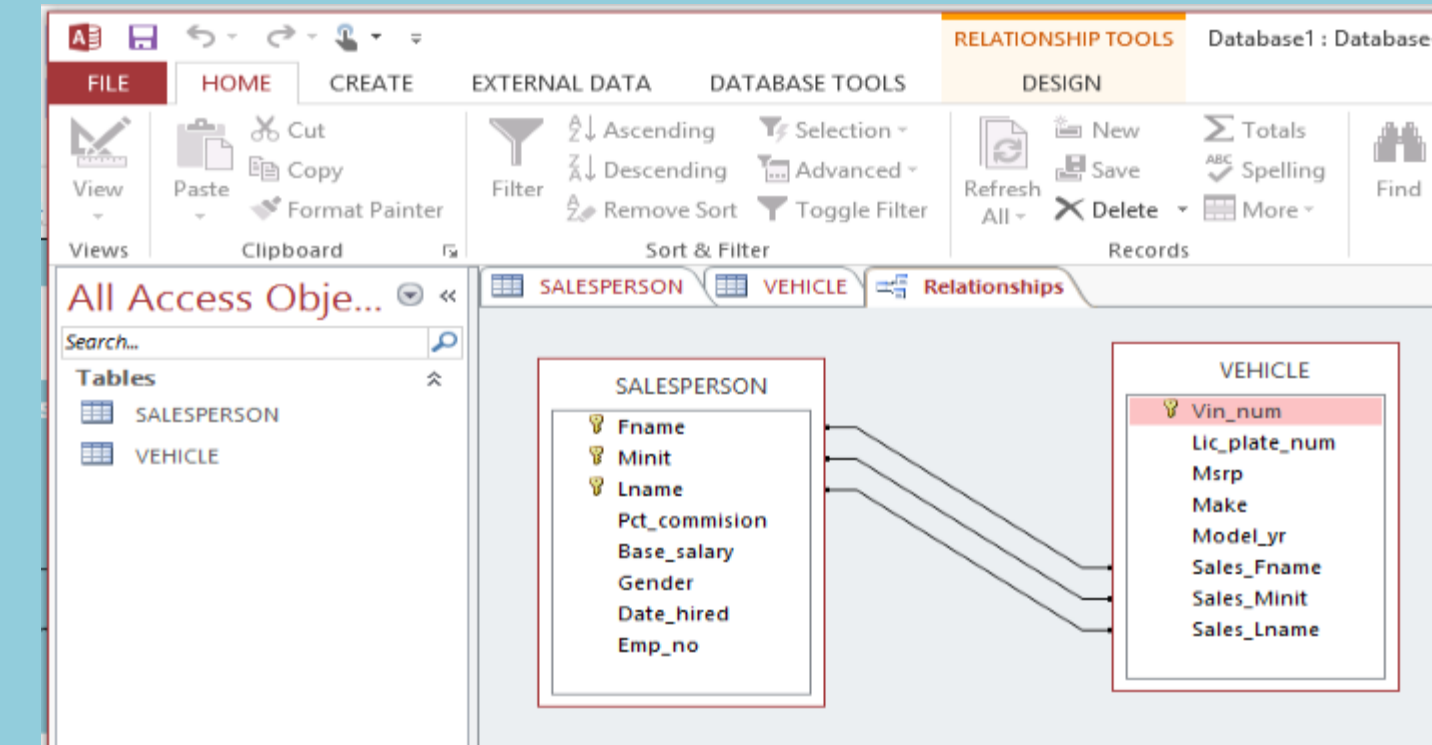 RELATIONSHIP TOOLS Database1 : Database
FILE HOME CREATE EXTERNAL DATA DATABASE TOOLS DESIGN
View
Views
Paste
Cut
Copy
Format Painter
Clipboard
Filter
Ascending
Descending
Remove Sort
Selection
Advanced
Toggle Filter
Sort & Filter
Refresh
All
New
Save
Delete
Totals
ABC
Spelling
More
Records
Find
All Access Obje...
Search...
Tables
SALESPERSON
VEHICLE
SALESPERSON VEHICLE Relationships
SALESPERSON
Fname
Minit
Lname
Pct_commision
Base_salary
Gender
Date_hired
Emp_no
VEHICLE
Vin_num
Lic_plate_num
Msrp
Make
Model_yr
Sales_Fname
Sales_Minit
Sales_Lname